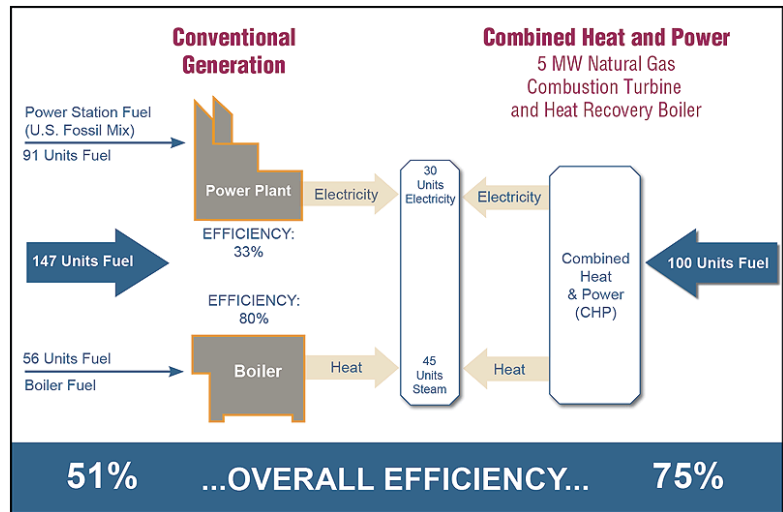 Conventional
Generation
Combined Heat and Power
5 MW Natural Gas
Combustion Turbine
and Heat Recovery Boiler
Power Station Fuel
(U.S. Fossil Mix)
91 Units Fuel
Power Plant
Electricity
30
Units
Electricity
Electricity
EFFICIENCY:
33%
147 Units Fuel
Combined
Heat
& Power
(CHP)
100 Units Fuel
EFFICIENCY:
80%
56 Units Fuel
Boiler Fuel
Boiler
Heat
45
Units
Steam
Heat
51% ...OVERALL EFFICIENCY... 75%